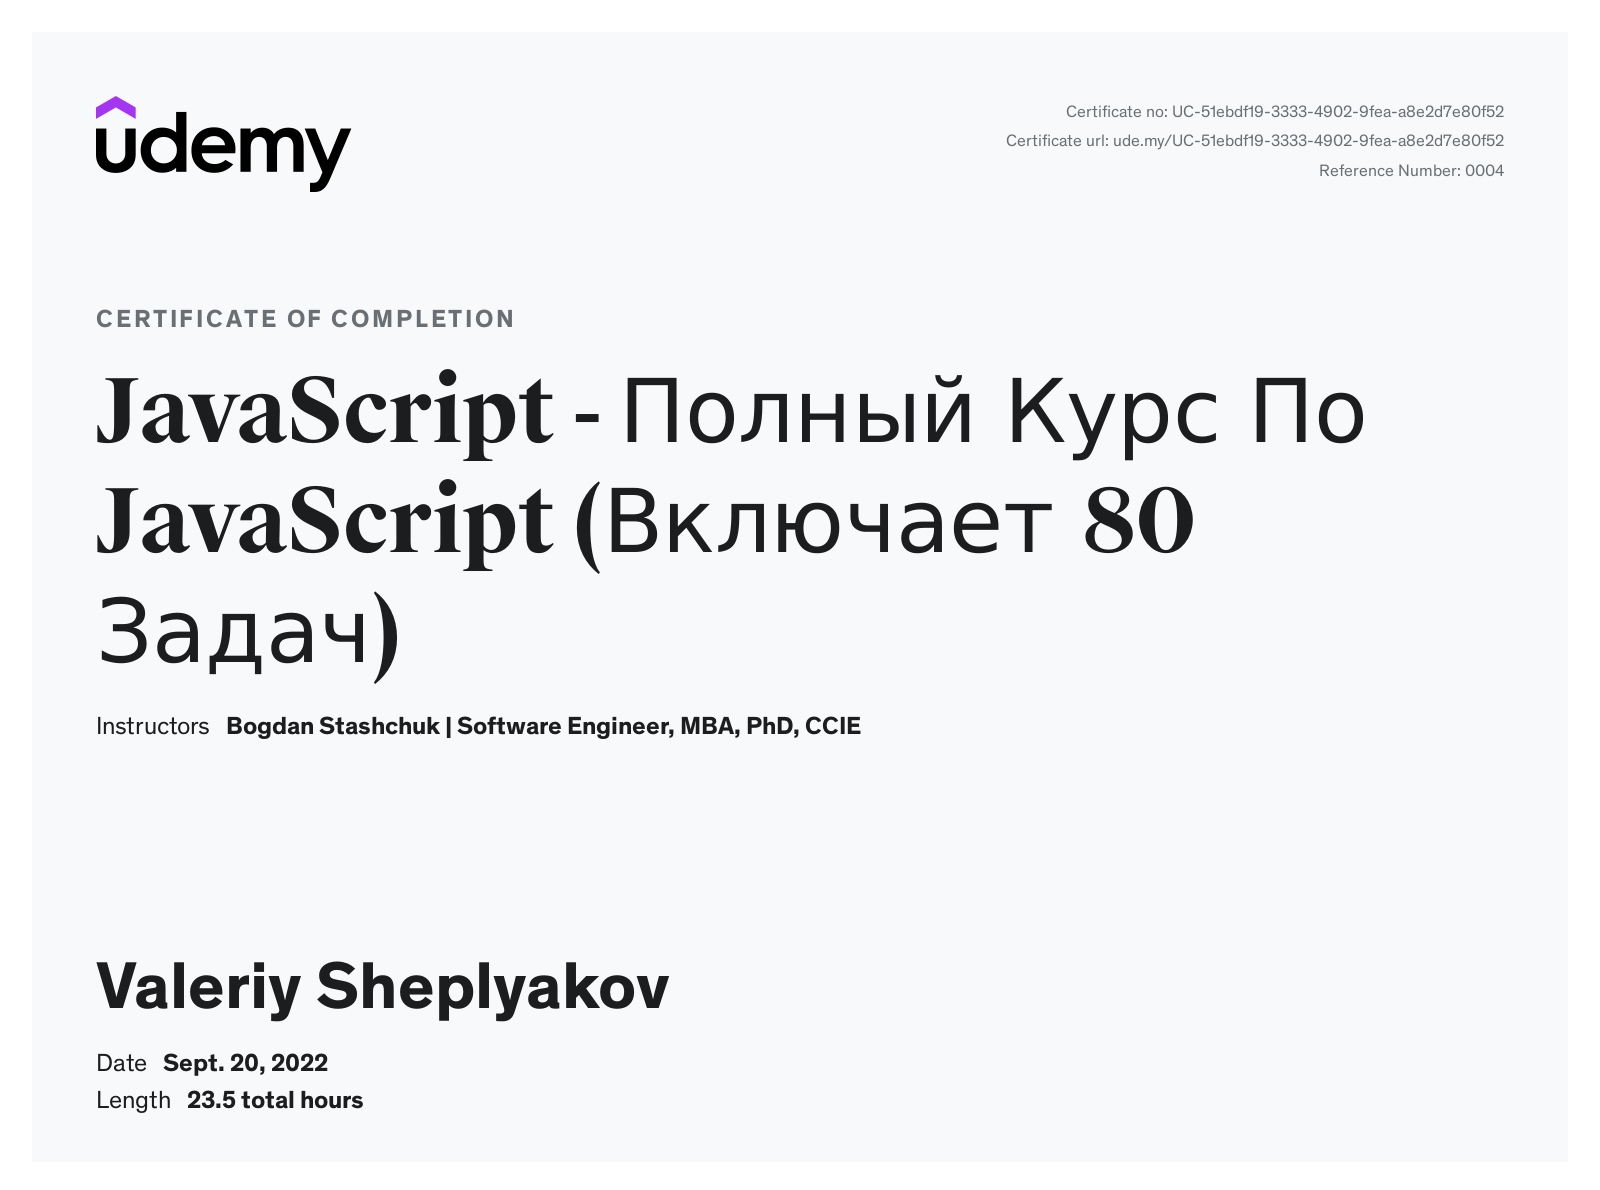 udemy
Certificate no: UC-51ebdf19-3333-4902-9fea-a8e2d7e80f52
Certificate url: ude.my/UC-51ebdf19-3333-4902-9fea-a8e2d7e80f52
Reference Number: 0004
CERTIFICATE OF COMPLETION
JavaScript - Полный Курс По
JavaScript (Включает 80
Задач)
Instructors Bogdan Stashchuk | Software Engineer, MBA, PhD, CCIE
Valeriy Sheplyakov
Date Sept. 20, 2022
Length 23.5 total hours